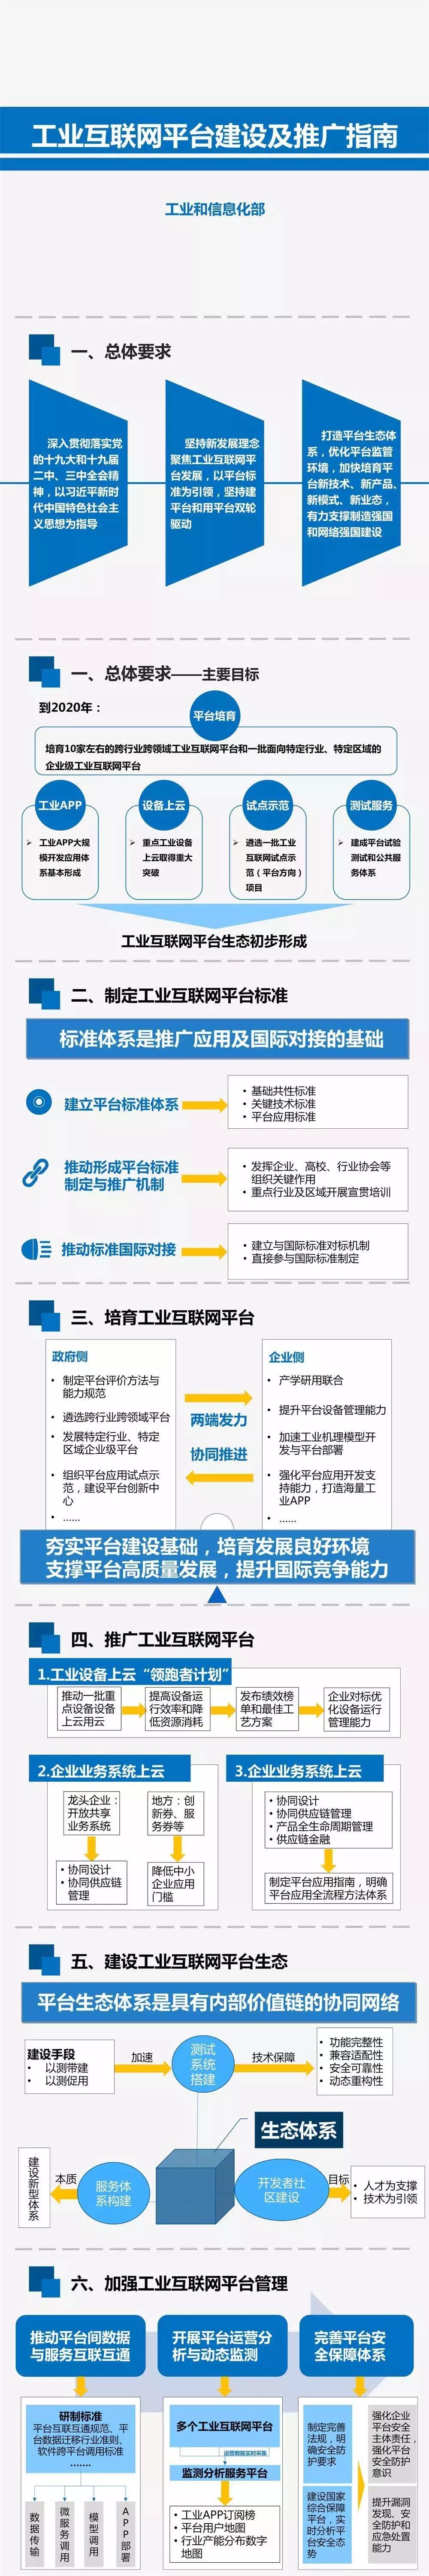 工业互联网平台建设及推广指南
工业和信息化部
一、总体要求
深入贯彻落实党
的十九大和十九届
二中、三中全会精
神，以习近平新时
代中国特色社会主
义思想为指导
坚持新发展理念
聚焦工业互联网平
台发展，以平台标
准为引领，坚持建
平台和用平台双轮
驱动
打造平台生态体
系，优化平台监管
环境，加快培育平
台新技术、新产品、
新模式、新业态，
有力支撑制造强国
和网络强国建设
一、总体要求——主要目标
到2020年：
平台培育
培育10家左右的跨行业跨领域工业互联网平台和一批面向特定行业、特定区域的
企业级工业互联网平台
工业APP
工业APP大规
模开发应用体
系基本形成
设备上云
重点工业设备
上云取得重大
突破
试点示范
遴选一批工业
互联网试点示
范（平台方向）
项目
测试服务
建成平台试验
测试和公共服
务体系
工业互联网平台生态初步形成
二、制定工业互联网平台标准
标准体系是推广应用及国际对接的基础
建立平台标准体系
• 基础共性标准
• 关键技术标准
• 平台应用标准
推动形成平台标准
制定与推广机制
• 发挥企业、高校、行业协会等
组织关键作用
• 重点行业及区域开展宣贯培训
推动标准国际对接
• 建立与国际标准对标机制
• 直接参与国际标准制定
三、培育工业互联网平台
政府侧
• 制定平台评价方法与
能力规范
• 遴选跨行业跨领域平台
• 发展特定行业、特定
区域企业级平台
• 组织平台应用试点示
范，建设平台创新中
心
• ……
两端发力
协同推进
企业侧
• 产学研用联合
• 提升平台设备管理能力
• 加速工业机理模型开
发与平台部署
• 强化平台应用开发支
持能力，打造海量工
业APP
• ……
夯实平台建设基础，培育发展良好环境
支撑平台高质量发展，提升国际竞争能力
四、推广工业互联网平台
1.工业设备上云“领跑者计划”
推动一批重
点设备设备
上云用云
提高设备运
行效率和降
低资源消耗
发布绩效榜
单和最佳工
艺方案
企业对标优
化设备运行
管理能力
2.企业业务系统上云
龙头企业：
开放共享
业务系统
• 协同设计
• 协同供应链
管理
地方：创
新券、服
务券等
降低中小
企业应用
门槛
3.企业业务系统上云
• 协同设计
• 协同供应链管理
• 产品全生命周期管理
• 供应链金融
制定平台应用指南，明确
平台应用全流程方法体系
五、建设工业互联网平台生态
平台生态体系是具有内部价值链的协同网络
建设手段
• 以测带建
• 以测促用
加速
测试
系统
搭建
技术保障
• 功能完整性
• 兼容适配性
• 安全可靠性
• 动态重构性
生态体系
建设新型体系
本质
服务体
系构建
开发者社
区建设
目标
• 人才为支撑
• 技术为引领
六、加强工业互联网平台管理
推动平台间数据
与服务互联互通
研制标准
平台互联互通规范、平
台数据迁移行业准则、
软件跨平台调用标准
……
数据传输
微服务调用
模型调用
APP部署
开展平台运营分
析与动态监测
多个工业互联网平台
运营数据实时采集
监测分析服务平台
• 工业APP订阅榜
• 平台用户地图
• 行业产能分布数字
地图
完善平台安
全保障体系
制定完善
法规，明
确安全防
护要求
建设国家
综合保障
平台，实
时分析平
台安全态
势
强化企业
平台安全
主体责任，
强化平台
安全防护
意识
提升漏洞
发现、安
全防护和
应急处置
能力